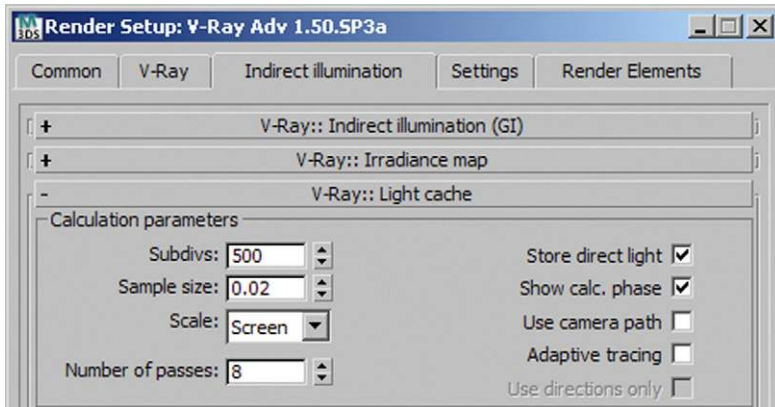 Render Setup: V-Ray Adv 1.50.SP3a
Common V-Ray Indirect illumination Settings Render Elements
+ V-Ray:: Indirect illumination (GI)
+ V-Ray:: Irradiance map
- V-Ray:: Light cache
Calculation parameters
Subdivs: 500 Store direct light
Sample size: 0.02 Show calc. phase
Scale: Screen Use camera path
Adaptive tracing
Number of passes: 8
Use directions only